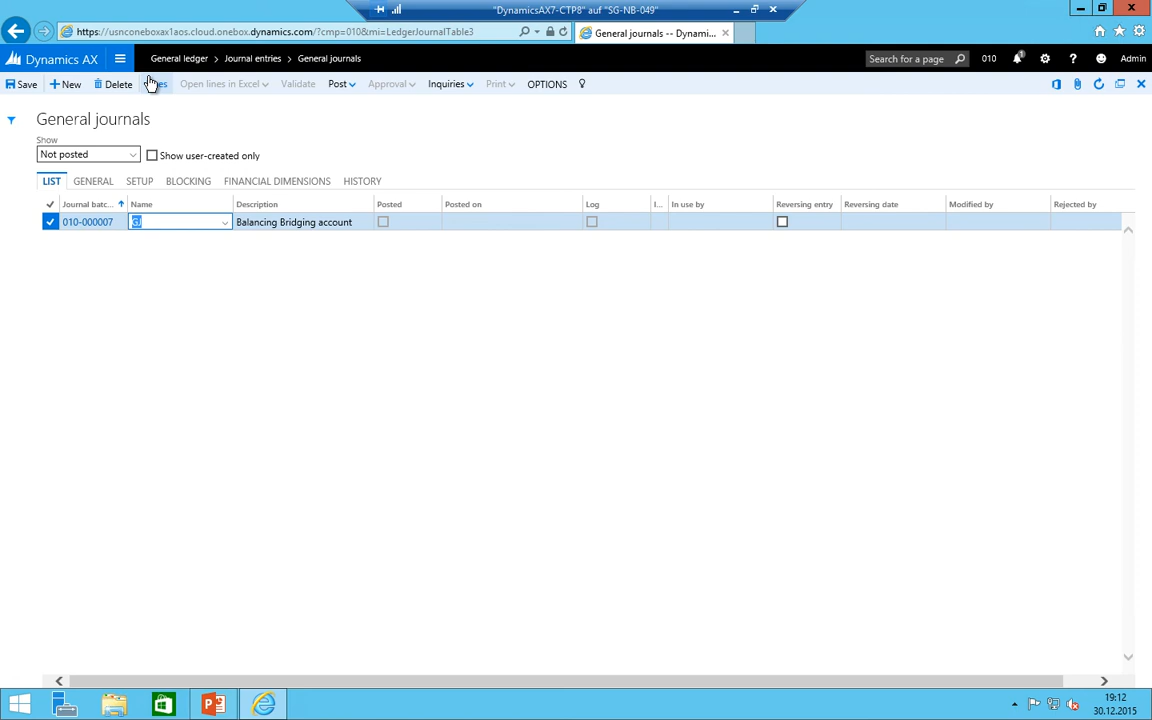 "DynamicsAX7-CTP8" auf "SG-NB-049"
https://usnconeboxax1aos.cloud.onebox.dynamics.com/?cmp=010&mi=LedgerJournalTable3
General journals -- Dynami...
Dynamics AX
General ledger > Journal entries > General journals
Search for a page
010
Admin
Save
New
Delete
Open lines in Excel
Validate
Post
Approval
Inquiries
Print
OPTIONS
General journals
Show
Not posted
Show user-created only
LIST GENERAL SETUP BLOCKING FINANCIAL DIMENSIONS HISTORY
Journal batc... Name Description Posted Posted on Log I... In use by Reversing entry Reversing date Modified by Rejected by
010-000007 GJ Balancing Bridging account
19:12
30.12.2015